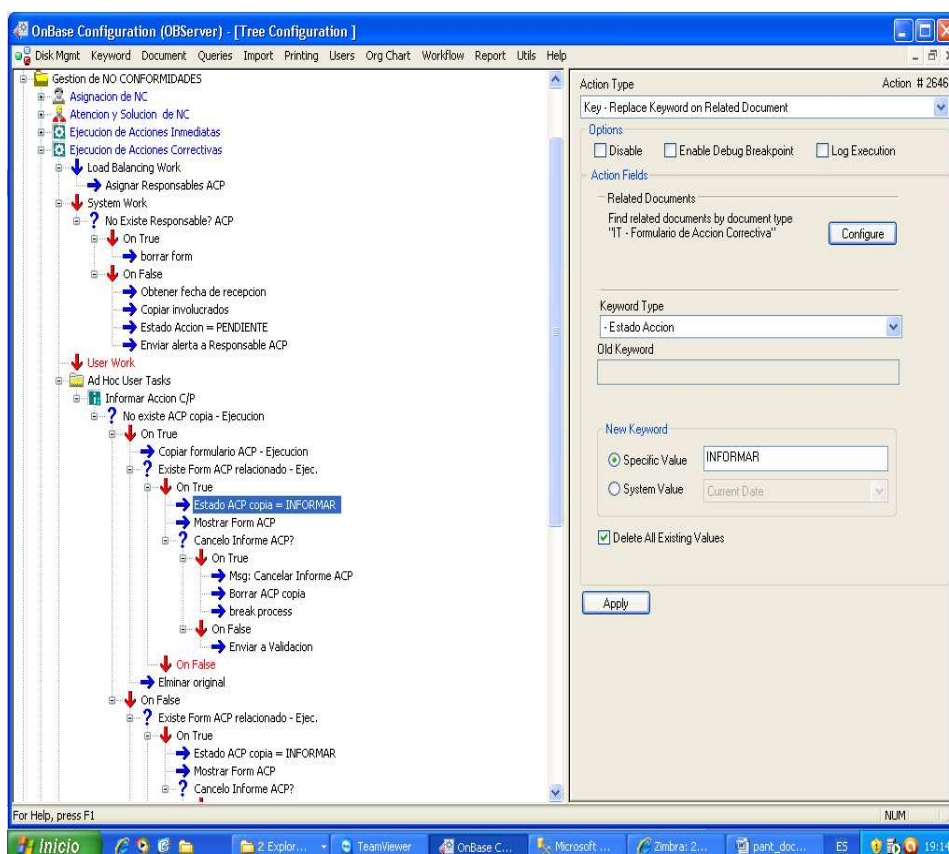 OnBase Configuration (OBServer) - [Tree Configuration ]
Disk Mgmt Keyword Document Queries Import Printing Users Org Chart Workflow Report Utils Help
Gestion de NO CONFORMIDADES
Asignacion de NC
Atencion y Solucion de NC
Ejecucion de Acciones Inmediatas
Ejecucion de Acciones Correctivas
Load Balancing Work
Asignar Responsables ACP
System Work
No Existe Responsable? ACP
On True
borrar form
On False
Obtener fecha de recepcion
Copiar involucrados
Estado Accion = PENDIENTE
Enviar alerta a Responsable ACP
User Work
Ad Hoc User Tasks
Informar Accion C/P
No existe ACP copia - Ejecucion
On True
Copiar formulario ACP - Ejecucion
Existe Form ACP relacionado - Ejec.
On True
Estado ACP copia = INFORMAR
Mostrar Form ACP
Cancelo Informe ACP?
On True
Msg: Cancelar Informe ACP
Borrar ACP copia
break process
On False
Enviar a Validacion
On False
Elminar original
On False
Existe Form ACP relacionado - Ejec.
On True
Estado ACP copia = INFORMAR
Mostrar Form ACP
Cancelo Informe ACP?
Action Type Action # 2646
Key - Replace Keyword on Related Document
Options
Disable Enable Debug Breakpoint Log Execution
Action Fields
Related Documents
Find related documents by document type
"IT - Formulario de Accion Correctiva"
Configure
Keyword Type
- Estado Accion
Old Keyword
New Keyword
Specific Value INFORMAR
System Value Current Date
Delete All Existing Values
Apply
For Help, press F1 NUM
Inicio 2 Explor... TeamViewer OnBase C... Microsoft ... Zimbra: 2... pant_doc... ES